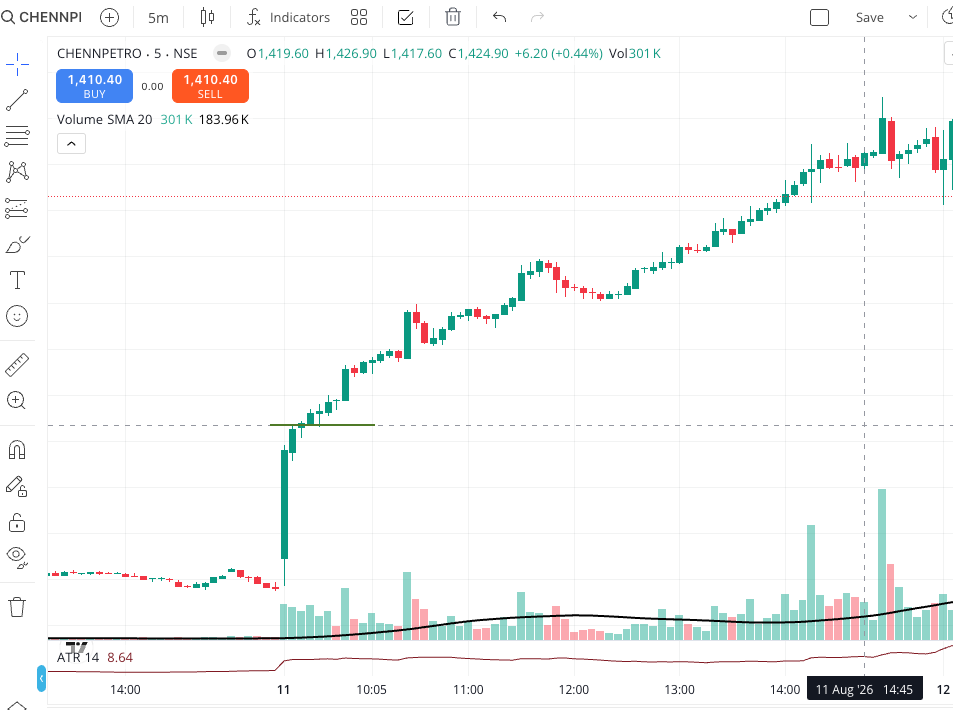 CHENNPI 5m Indicators Save
CHENNPETRO · 5 · NSE O1,419.60 H1,426.90 L1,417.60 C1,424.90 +6.20 (+0.44%) Vol301 K
1,410.40 0.00 1,410.40
BUY SELL
Volume SMA 20 301 K 183.96 K
ATR 14 8.64
14:00 11 10:05 11:00 12:00 13:00 14:00 11 Aug '26 14:45 12